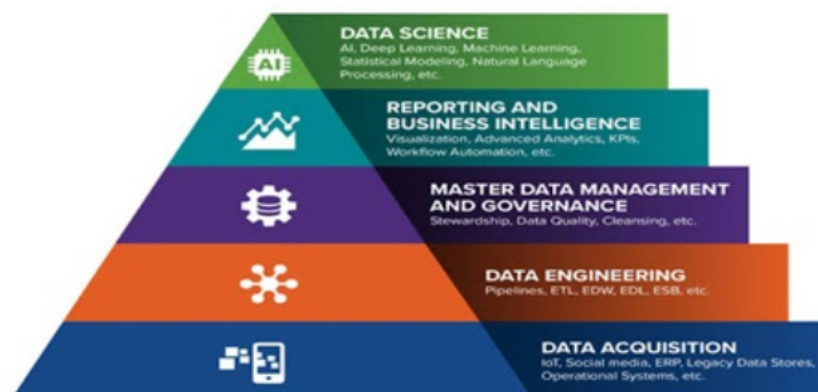 AI
DATA SCIENCE
AI, Deep Learning, Machine Learning,
Statistical Modeling, Natural Language
Processing, etc.
REPORTING AND
BUSINESS INTELLIGENCE
Visualization, Advanced Analytics, KPIs,
Workflow Automation, etc.
MASTER DATA MANAGEMENT
AND GOVERNANCE
Stewardship, Data Quality, Cleansing, etc.
DATA ENGINEERING
Pipelines, ETL, EDW, EDL, ESB, etc.
DATA ACQUISITION
IoT, Social media, ERP, Legacy Data Stores,
Operational Systems, etc.